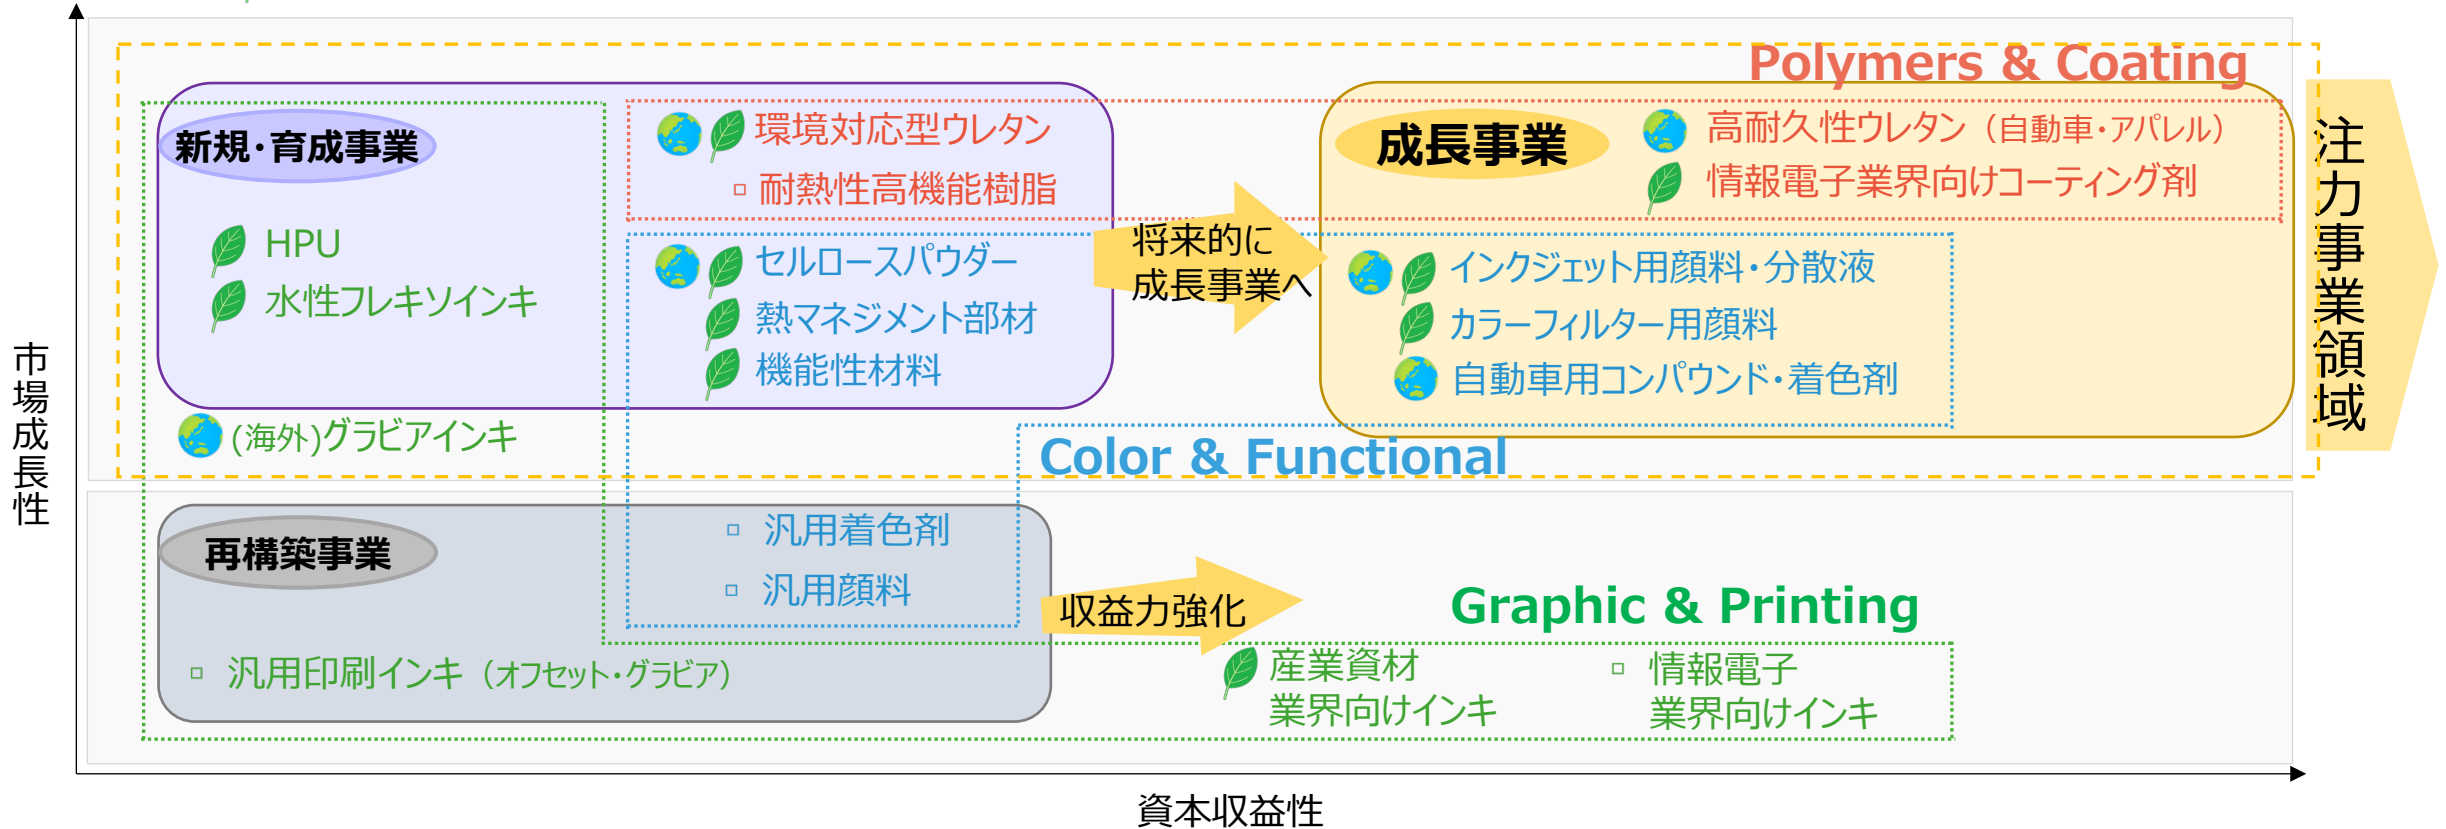 Polymers & Coating
新規・育成事業
環境対応型ウレタン
耐熱性高機能樹脂
HPU
水性フレキソインキ
セルロースパウダー
熱マネジメント部材
機能性材料
(海外)グラビアインキ
将来的に
成長事業へ
成長事業
高耐久性ウレタン（自動車・アパレル）
情報電子業界向けコーティング剤
インクジェット用顔料・分散液
カラーフィルター用顔料
自動車用コンパウンド・着色剤
Color & Functional
注力事業領域
市場成長性
再構築事業
汎用着色剤
汎用顔料
汎用印刷インキ（オフセット・グラビア）
収益力強化
Graphic & Printing
産業資材
業界向けインキ
情報電子
業界向けインキ
資本収益性